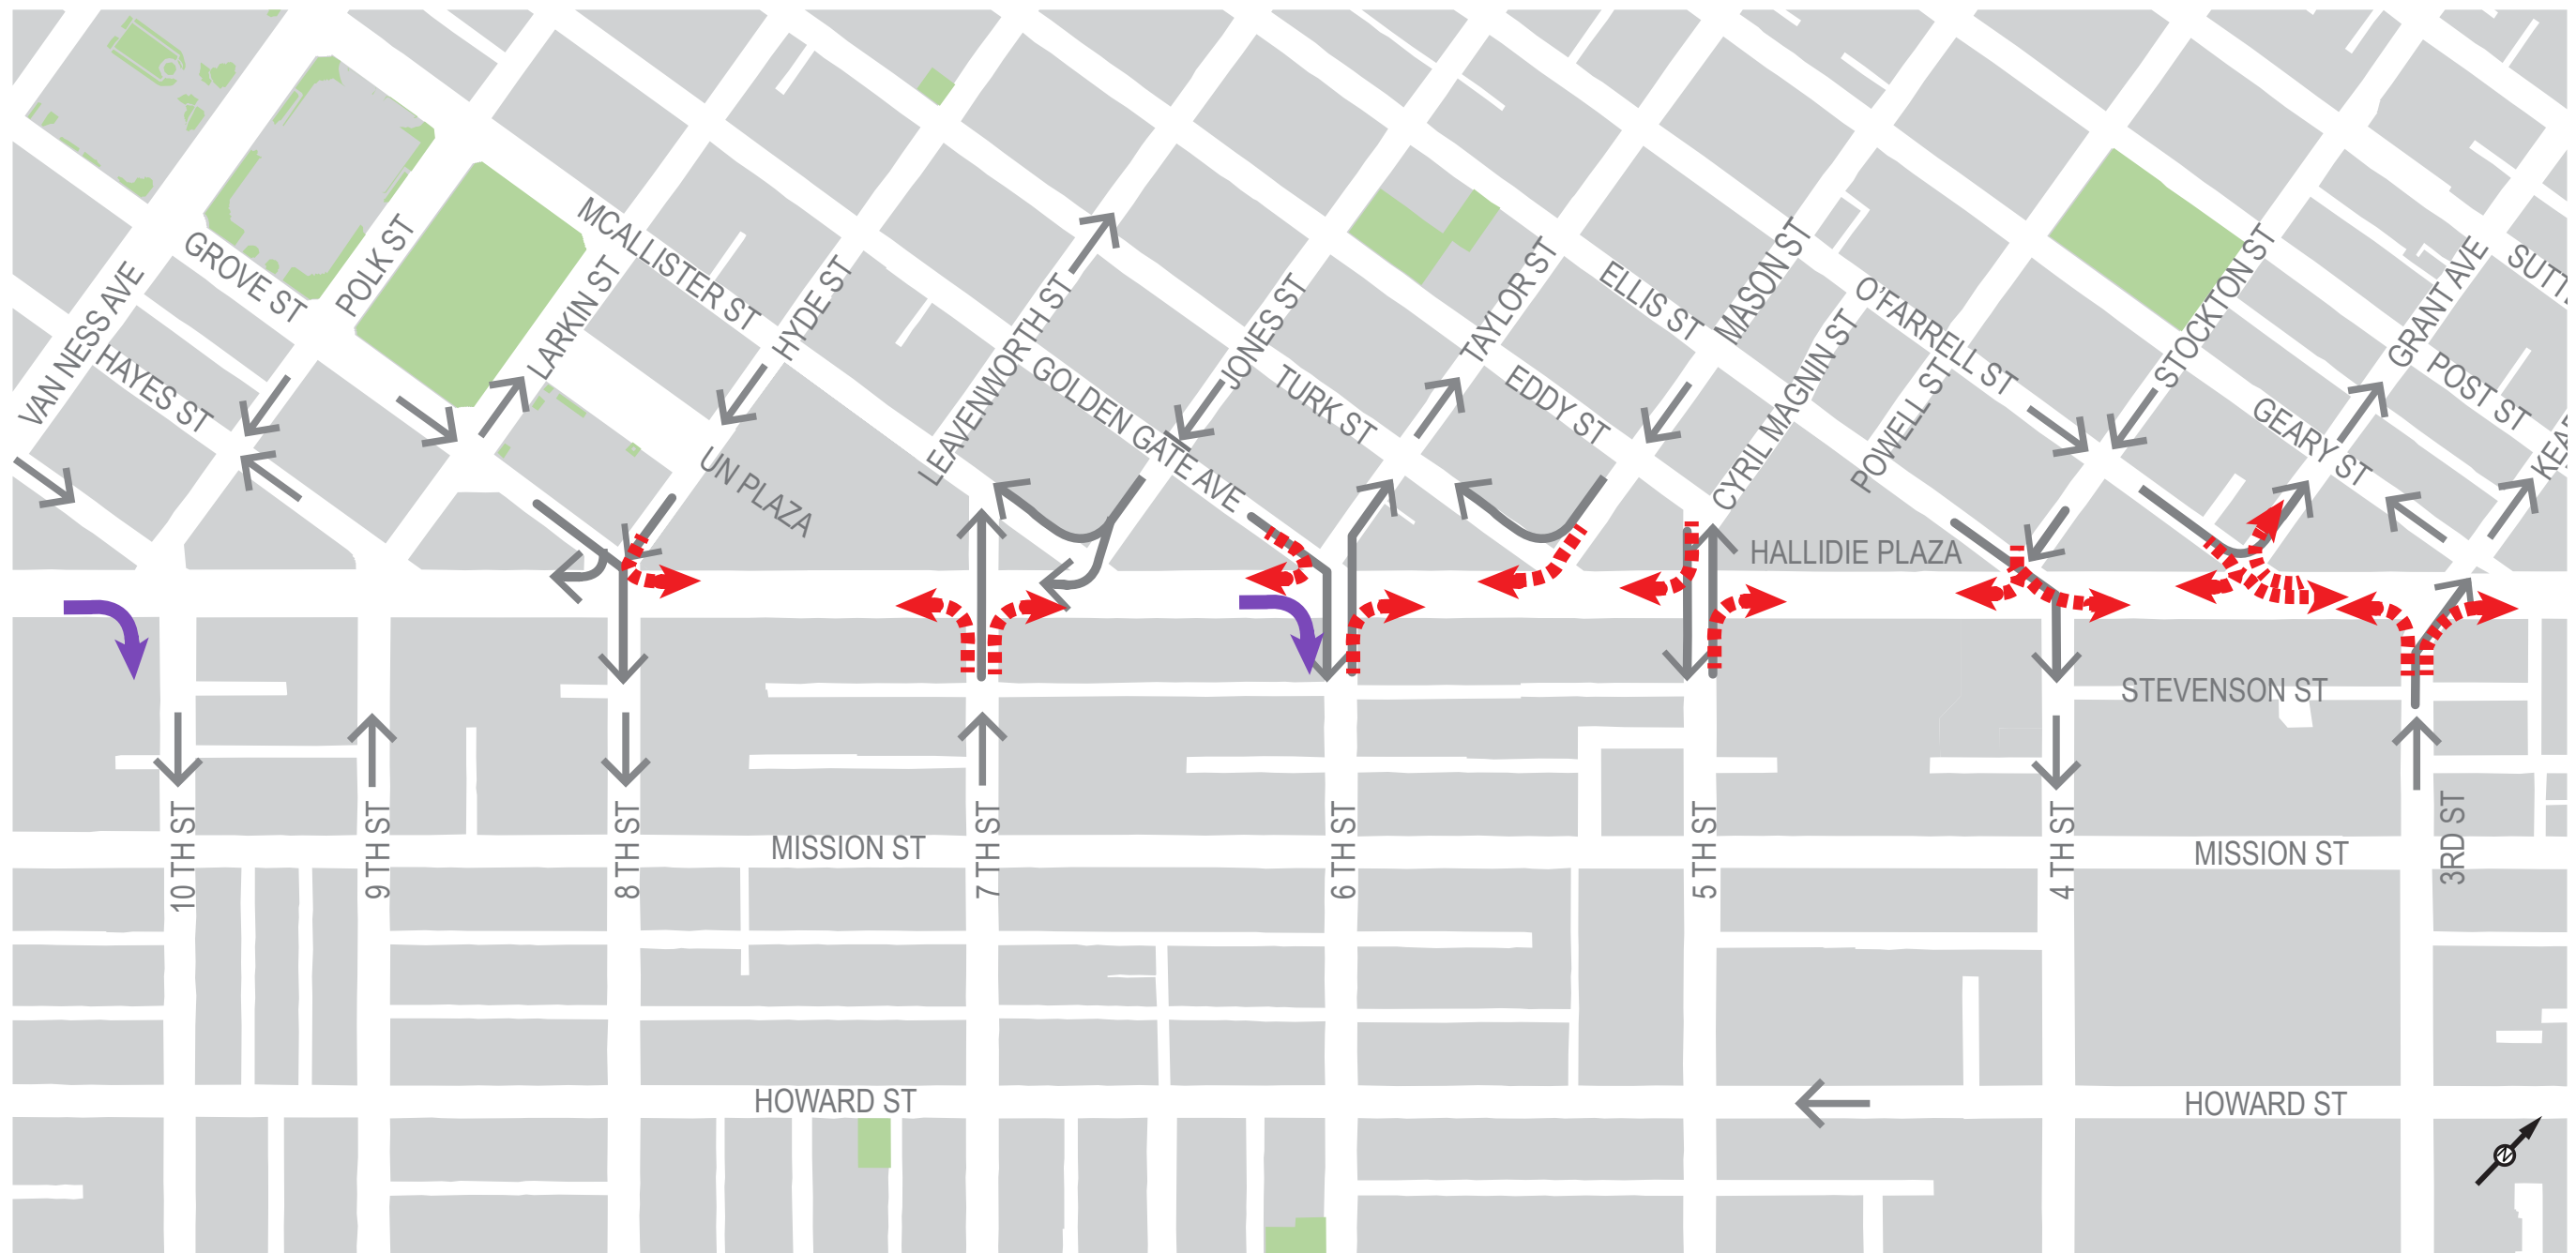 GROVE ST
POLK ST
MCALLISTER ST
VAN NESS AVE
HAYES ST
LARKIN ST
HYDE ST
UN PLAZA
LEAVENWORTH ST
GOLDEN GATE AVE
JONES ST
TURK ST
TAYLOR ST
EDDY ST
ELLIS ST
MASON ST
CYRIL MAGNIN ST
O'FARRELL ST
POWELL ST
STOCKTON ST
GEARY ST
GRANT AVE
POST ST
SUTT
KEA
HALLIDIE PLAZA
STEVENSON ST
10 TH ST
9 TH ST
8 TH ST
MISSION ST
7 TH ST
6 TH ST
5 TH ST
4 TH ST
MISSION ST
3RD ST
HOWARD ST
HOWARD ST
N